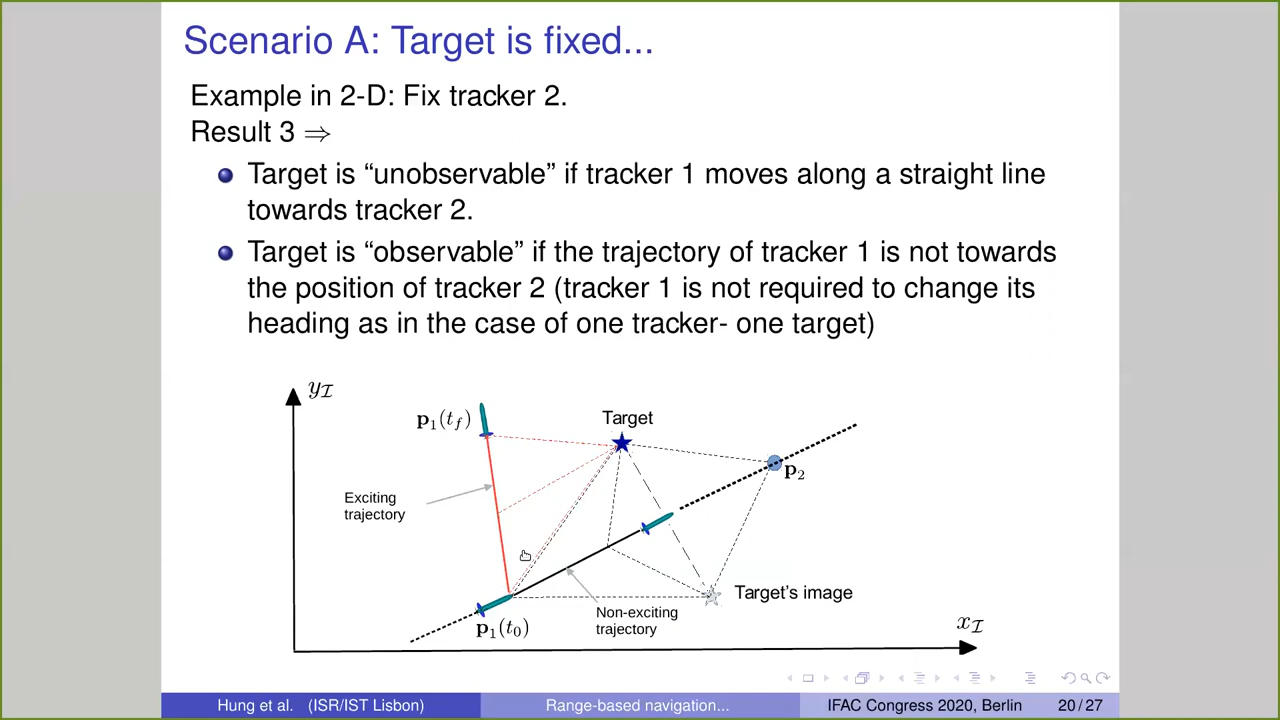 Scenario A: Target is fixed...
Example in 2-D: Fix tracker 2.
Result 3 ⇒
Target is “unobservable” if tracker 1 moves along a straight line
towards tracker 2.
Target is “observable” if the trajectory of tracker 1 is not towards
the position of tracker 2 (tracker 1 is not required to change its
heading as in the case of one tracker- one target)
y_I
p₁(t_f)
Target
p₂
Exciting
trajectory
Target’s image
Non-exciting
trajectory
p₁(t₀)
x_I
Hung et al. (ISR/IST Lisbon) Range-based navigation... IFAC Congress 2020, Berlin 20 / 27